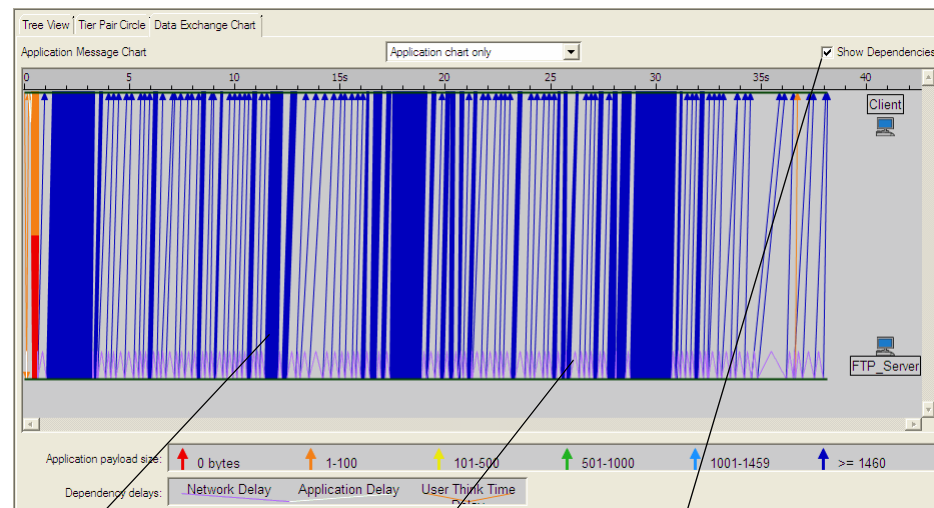 Tree View Tier Pair Circle Data Exchange Chart
Application Message Chart Application chart only Show Dependencies
0 5 10 15s 20 25 30 35s 40
Client
FTP_Server
Application payload size: 0 bytes 1-100 101-500 501-1000 1001-1459 >= 1460
Dependency delays: Network Delay Application Delay User Think Time